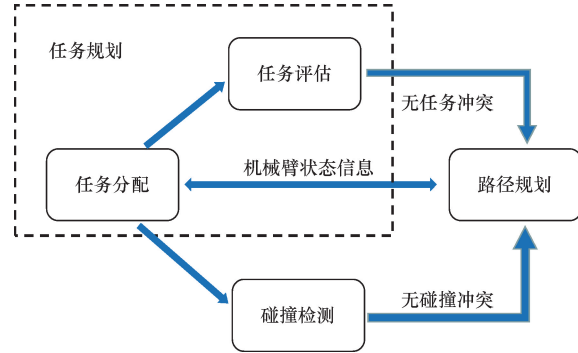 任务规划
任务评估
无任务冲突
任务分配
机械臂状态信息
路径规划
碰撞检测
无碰撞冲突